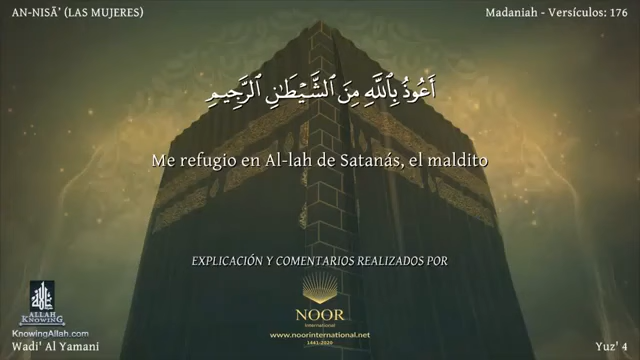 AN-NISĀ’ (LAS MUJERES)
Madaniah - Versículos: 176
أَعُوذُ بِٱللَّهِ مِنَ ٱلشَّيْطَٰنِ ٱلرَّجِيمِ
Me refugio en Al-lah de Satanás, el maldito
EXPLICACIÓN Y COMENTARIOS REALIZADOS POR
NOOR
International
www.noorinternational.net
1441-2020
ALLAH
KNOWING
KnowingAllah.com
Wadi' Al Yamani
Yuz' 4